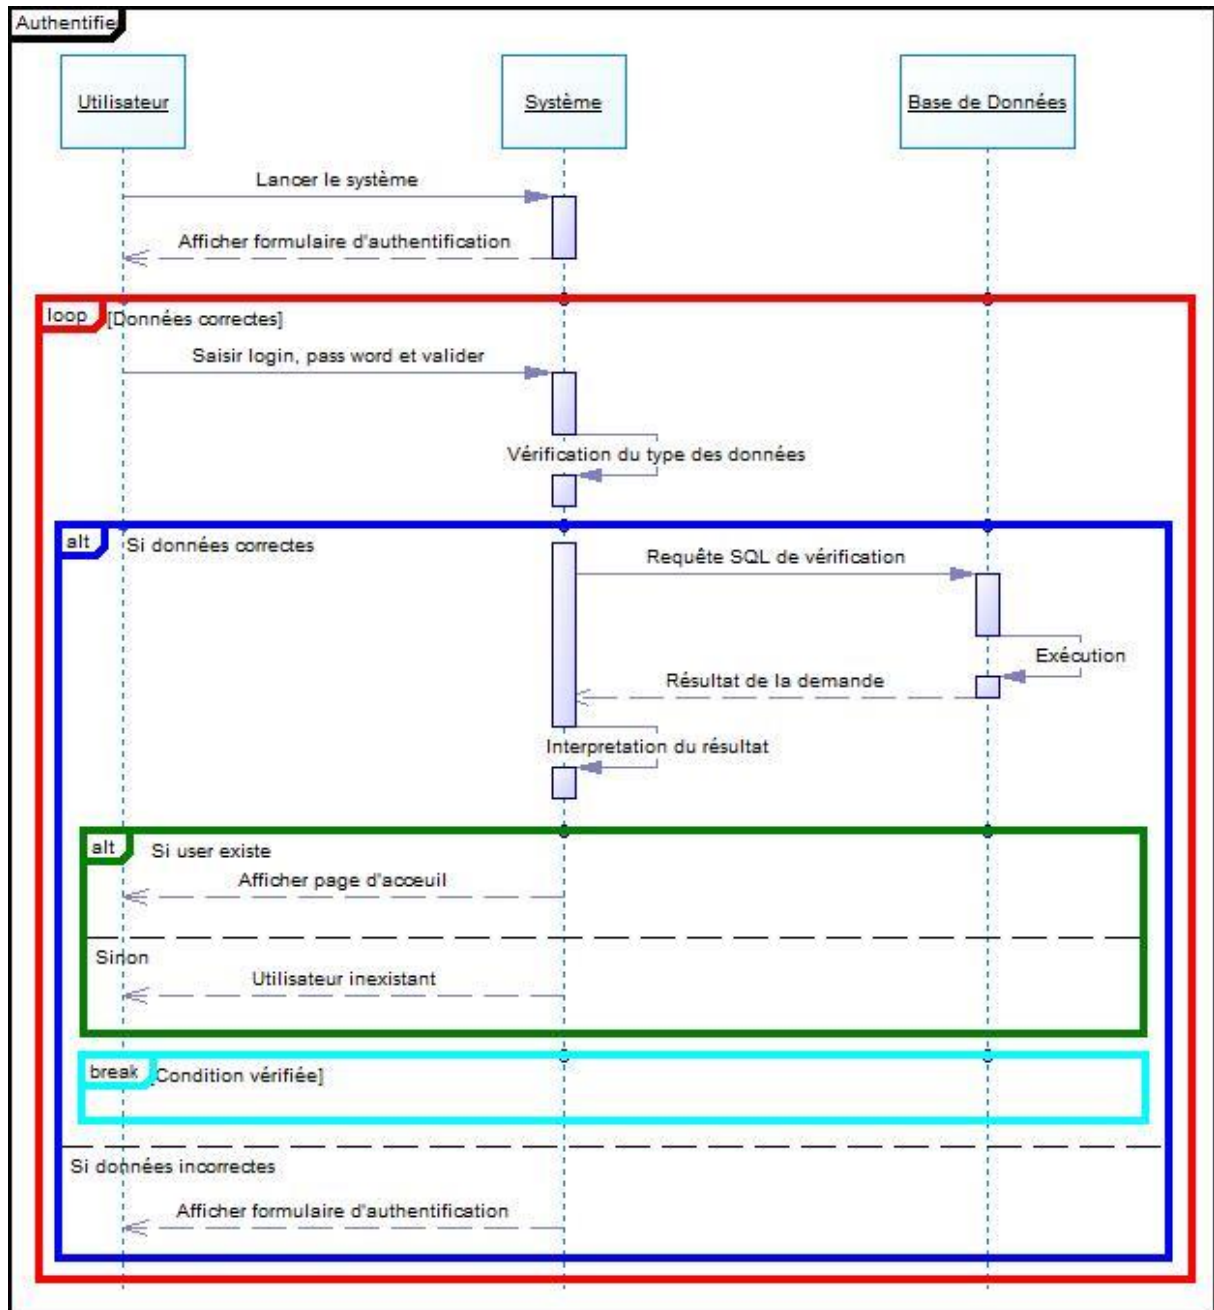 Authentifie
Utilisateur
Système
Base de Données
Lancer le système
Afficher formulaire d'authentification
loop
[Données correctes]
Saisir login, pass word et valider
Vérification du type des données
alt
Si données correctes
Requête SQL de vérification
Exécution
Résultat de la demande
Interpretation du résultat
alt
Si user existe
Afficher page d'acceuil
Sinon
Utilisateur inexistant
break
[Condition vérifiée]
Si données incorrectes
Afficher formulaire d'authentification